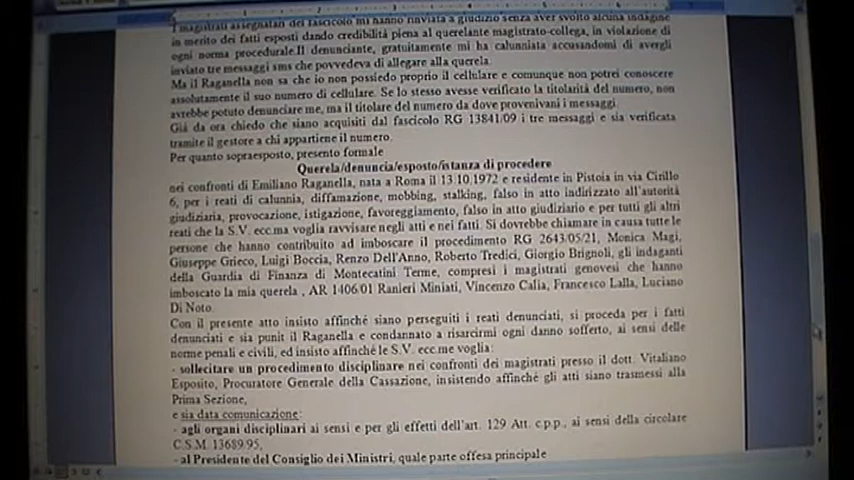 I magistrati assegnatari del fascicolo mi hanno rinviata a giudizio senza aver svolto alcuna indagine
in merito dei fatti esposti dando credibilità piena al querelante magistrato-collega, in violazione di
ogni norma procedurale.Il denunciante, gratuitamente mi ha calunniata accusandomi di avergli
inviato tre messaggi sms che povvedeva di allegare alla querela.
Ma il Raganella non sa che io non possiedo proprio il cellulare e comunque non potrei conoscere
assolutamente il suo numero di cellulare. Se lo stesso avesse verificato la titolarità del numero, non
avrebbe potuto denunciare me, ma il titolare del numero da dove provenivani i messaggi.
Già da ora chiedo che siano acquisiti dal fascicolo RG 13841/09 i tre messaggi e sia verificata
tramite il gestore a chi appartiene il numero.
Per quanto sopraesposto, presento formale
Querela/denuncia/esposto/istanza di procedere
nei confronti di Emiliano Raganella, nata a Roma il 13.10.1972 e residente in Pistoia in via Cirillo
6, per i reati di calunnia, diffamazione, mobbing, stalking, falso in atto indirizzato all'autorità
giudiziaria, provocazione, istigazione, favoreggiamento, falso in atto giudiziario e per tutti gli altri
reati che la S.V. ecc.ma voglia ravvisare negli atti e nei fatti. Si dovrebbe chiamare in causa tutte le
persone che hanno contribuito ad imboscare il procedimento RG 2643/05/21, Monica Magi,
Giuseppe Grieco, Luigi Boccia, Renzo Dell'Anno, Roberto Tredici, Giorgio Brignoli, gli indaganti
della Guardia di Finanza di Montecatini Terme, compresi i magistrati genovesi che hanno
imboscato la mia querela , AR 1406/01 Ranieri Miniati, Vincenzo Calia, Francesco Lalla, Luciano
Di Noto.
Con il presente atto insisto affinché siano perseguiti i reati denunciati, si proceda per i fatti
denunciati e sia punit il Raganella e condannato a risarcirmi ogni danno sofferto, ai sensi delle
norme penali e civili, ed insisto affinché le S.V. ecc.me voglia:
- sollecitare un procedimento disciplinare nei confronti dei magistrati presso il dott. Vitaliano
Esposito, Procuratore Generale della Cassazione, insistendo affinché gli atti siano trasmessi alla
Prima Sezione,
e sia data comunicazione:
- agli organi disciplinari ai sensi e per gli effetti dell'art. 129 Att. c.p.p., ai sensi della circolare
C.S.M. 13689.95,
- al Presidente del Consiglio dei Ministri, quale parte offesa principale